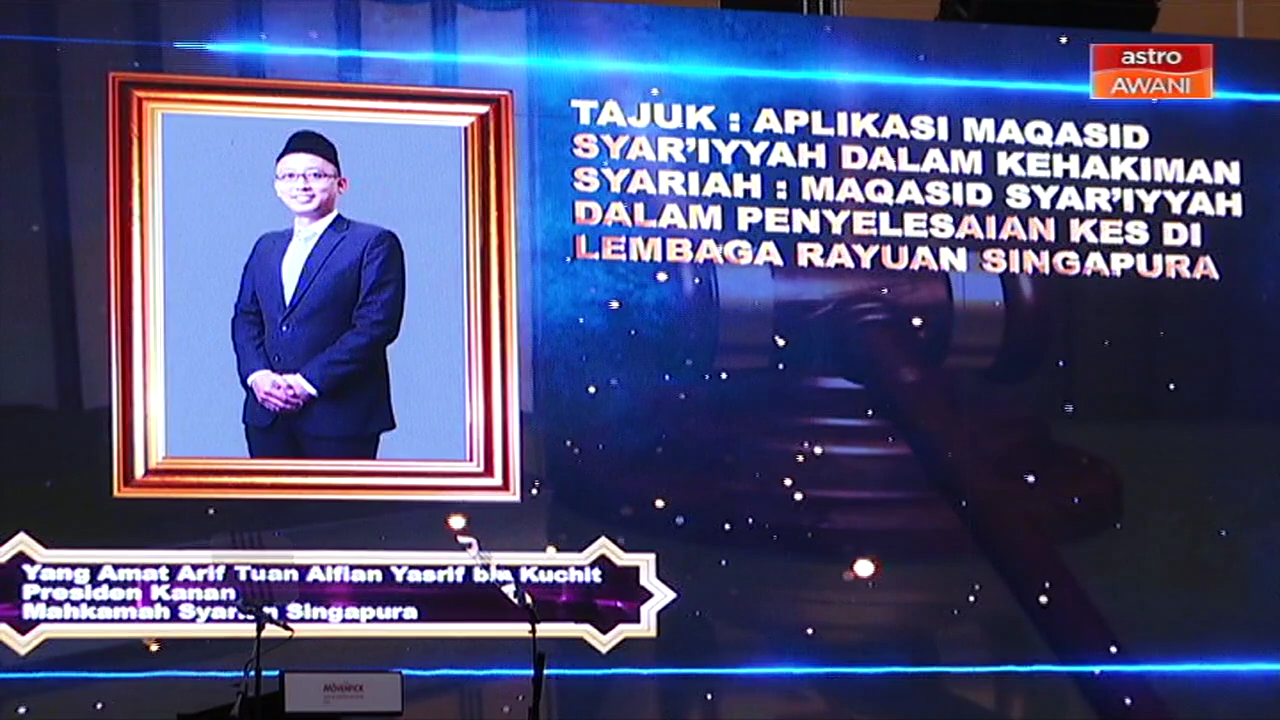 astro
AWANI
TAJUK : APLIKASI MAQASID
SYAR'IYYAH DALAM KEHAKIMAN
SYARIAH : MAQASID SYAR'IYYAH
DALAM PENYELESAIAN KES DI
LEMBAGA RAYUAN SINGAPURA
Yang Amat Arif Tuan Alfian Yasrif bin Kuchit
Presiden Kanan
Mahkamah Syariah Singapura
MÖVENPICK